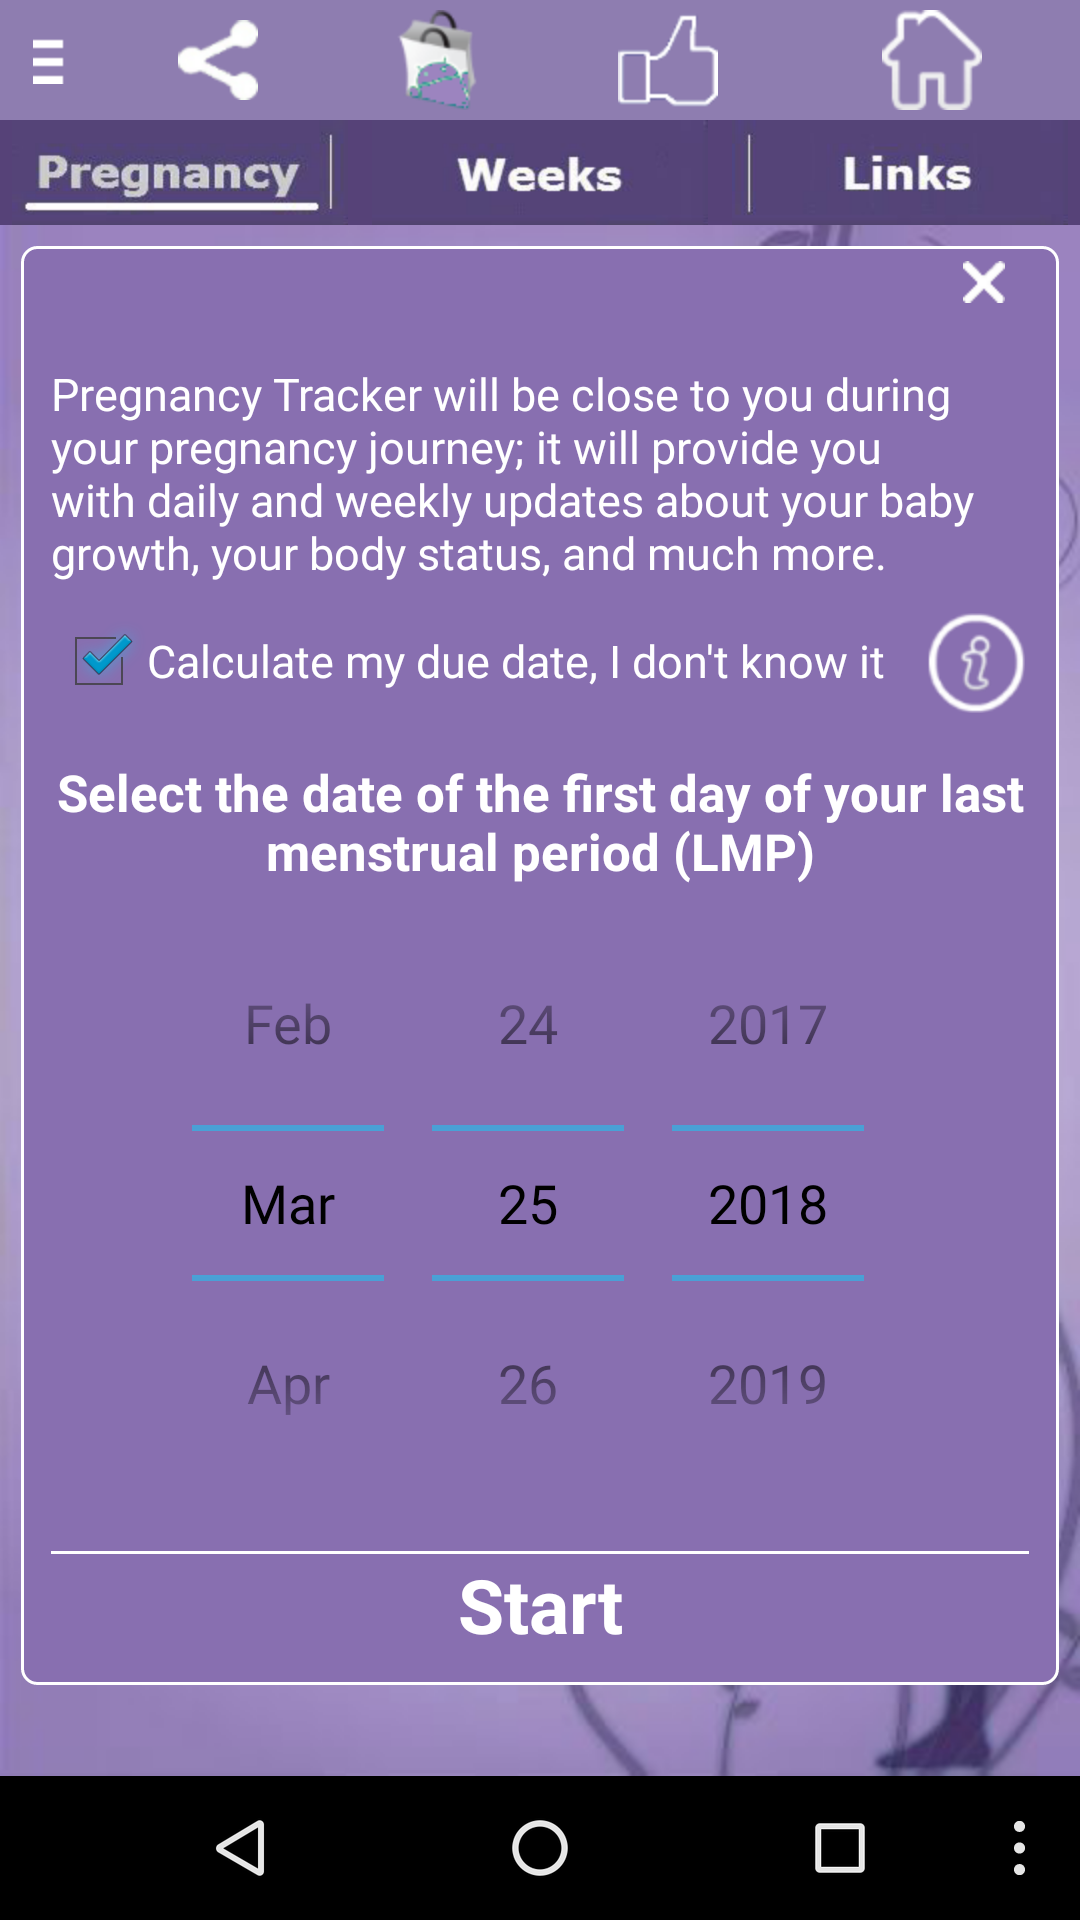 Pregnancy
Weeks
Links
Pregnancy Tracker will be close to you during
your pregnancy journey; it will provide you
with daily and weekly updates about your baby
growth, your body status, and much more.
Calculate my due date, I don't know it
Select the date of the first day of your last
menstrual period (LMP)
Feb 24 2017
Mar 25 2018
Apr 26 2019
Start